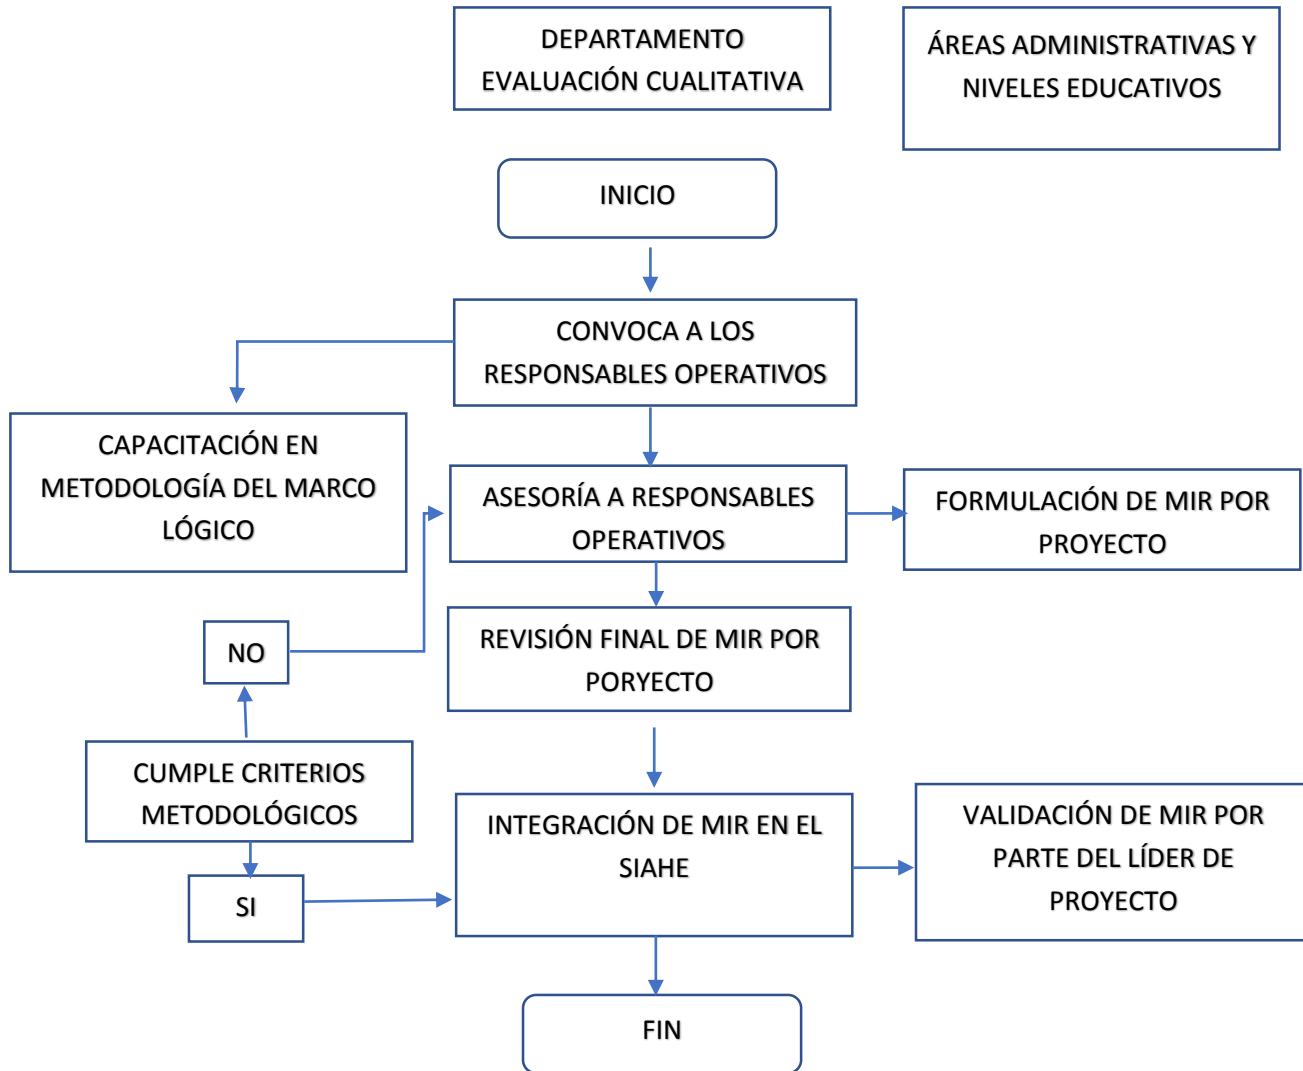 DEPARTAMENTO
EVALUACIÓN CUALITATIVA
ÁREAS ADMINISTRATIVAS Y
NIVELES EDUCATIVOS
INICIO
CONVOCA A LOS
RESPONSABLES OPERATIVOS
CAPACITACIÓN EN
METODOLOGÍA DEL MARCO
LÓGICO
ASESORÍA A RESPONSABLES
OPERATIVOS
FORMULACIÓN DE MIR POR
PROYECTO
NO
REVISIÓN FINAL DE MIR POR
PORYECTO
CUMPLE CRITERIOS
METODOLÓGICOS
INTEGRACIÓN DE MIR EN EL
SIAHE
VALIDACIÓN DE MIR POR
PARTE DEL LÍDER DE
PROYECTO
SI
FIN